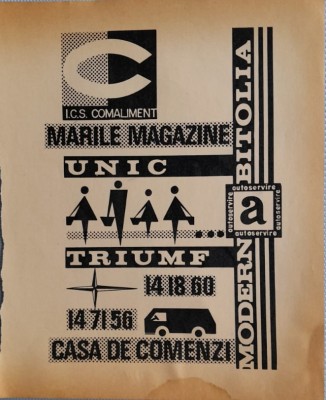 C
I.C.S. COMALIMENT
MARILE MAGAZINE
UNIC
TRIUMF
14 18 60
14 71 56
CASA DE COMENZI
MODERN BITOLIA
autoservire
autoservire
a
autoservire
autoservire